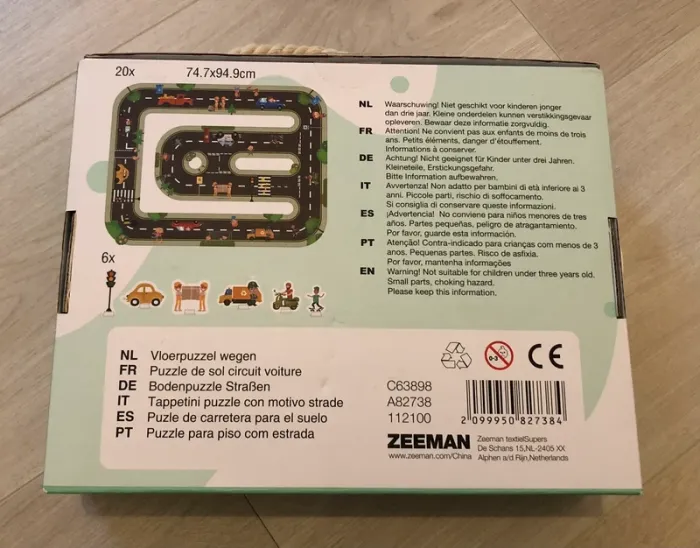 20x 74.7x94.9cm
6x
NL Waarschuwing! Niet geschikt voor kinderen jonger
dan drie jaar. Kleine onderdelen kunnen verstikkingsgevaar
opleveren. Bewaar deze informatie zorgvuldig.
FR Attention! Ne convient pas aux enfants de moins de trois
ans. Petits éléments, danger d'étouffement.
Informations à conserver.
DE Achtung! Nicht geeignet für Kinder unter drei Jahren.
Kleinteile, Erstickungsgefahr.
Bitte Information aufbewahren.
IT Avvertenza! Non adatto per bambini di età inferiore ai 3
anni. Piccole parti, rischio di soffocamento.
Si consiglia di conservare queste informazioni.
ES ¡Advertencia! No conviene para niños menores de tres
años. Partes pequeñas, peligro de atragantamiento.
Por favor, guarde esta información.
PT Atenção! Contra-indicado para crianças com menos de 3
anos. Pequenas partes. Risco de asfixia.
Por favor, mantenha informações
EN Warning! Not suitable for children under three years old.
Small parts, choking hazard.
Please keep this information.
NL Vloerpuzzel wegen
FR Puzzle de sol circuit voiture
DE Bodenpuzzle Straßen
IT Tappetini puzzle con motivo strade
ES Puzle de carretera para el suelo
PT Puzzle para piso com estrada
0-3
CE
C63898
A82738
112100
2 099950 827384
ZEEMAN
www.zeeman.com/China
Zeeman textielSupers
De Schans 15,NL-2405 XX
Alphen a/d Rijn,Netherlands